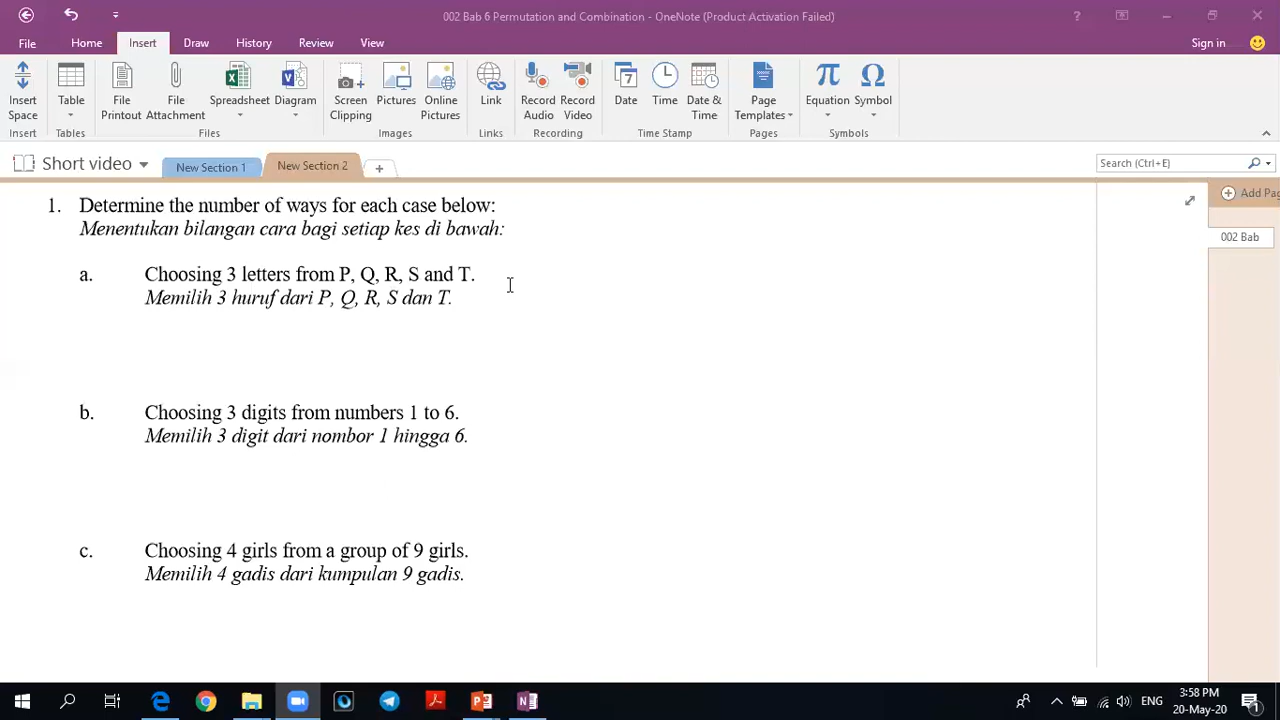 002 Bab 6 Permutation and Combination - OneNote (Product Activation Failed)
?
File Home Insert Draw History Review View Sign in
Insert Space
Table
File Printout
File Attachment
Spreadsheet
Diagram
Screen Clipping
Pictures
Online Pictures
Link
Record Audio
Record Video
Date
Time
Date & Time
Page Templates
Equation
Symbol
Insert Tables Files Images Links Recording Time Stamp Pages Symbols
Short video New Section 1 New Section 2 + Search (Ctrl+E)
Add Pag
002 Bab
1. Determine the number of ways for each case below:
Menentukan bilangan cara bagi setiap kes di bawah:
a. Choosing 3 letters from P, Q, R, S and T.
Memilih 3 huruf dari P, Q, R, S dan T.
b. Choosing 3 digits from numbers 1 to 6.
Memilih 3 digit dari nombor 1 hingga 6.
c. Choosing 4 girls from a group of 9 girls.
Memilih 4 gadis dari kumpulan 9 gadis.
ENG
3:58 PM
20-May-20
1